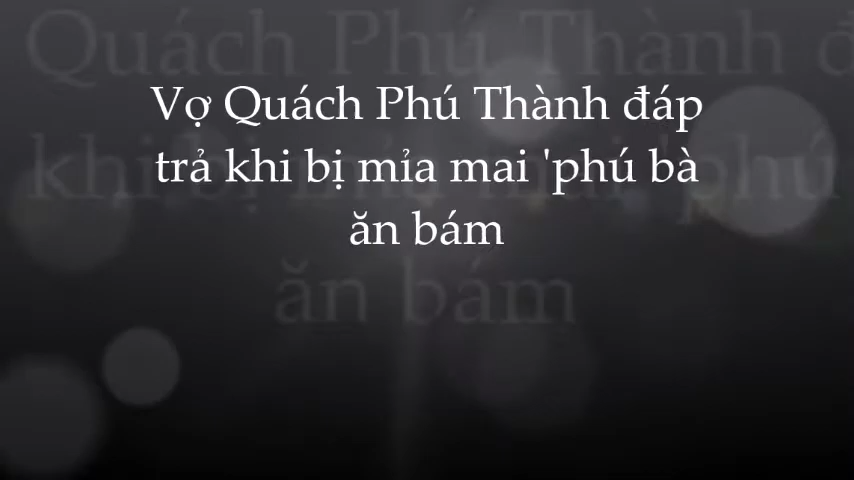 Vợ Quách Phú Thành đáp
trả khi bị mỉa mai 'phú bà
ăn bám